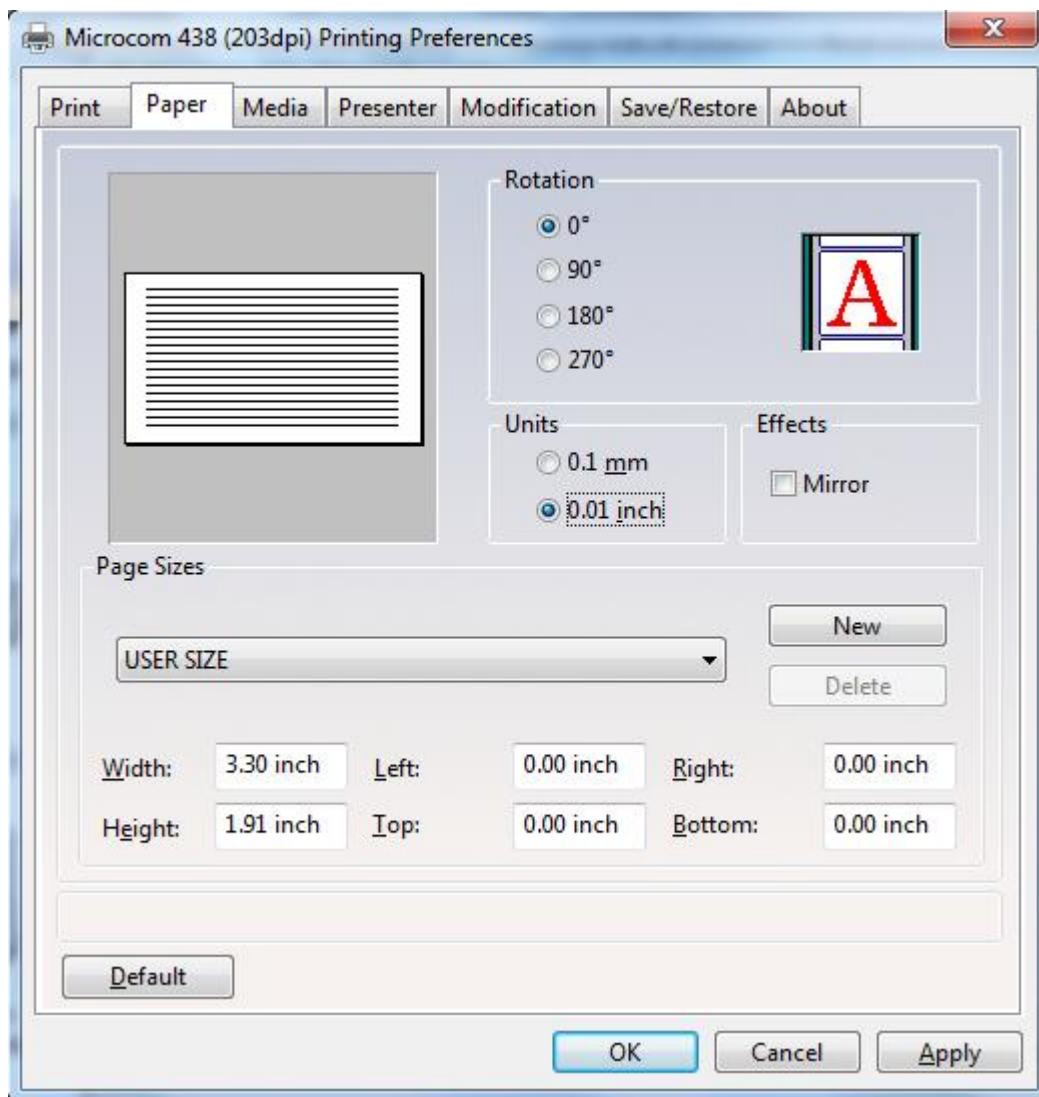 Microcom 438 (203dpi) Printing Preferences
Print Paper Media Presenter Modification Save/Restore About
Rotation
0°
90°
180°
270°
A
Units
0.1 mm
0.01 inch
Effects
Mirror
Page Sizes
USER SIZE
New
Delete
Width: 3.30 inch Left: 0.00 inch Right: 0.00 inch
Height: 1.91 inch Top: 0.00 inch Bottom: 0.00 inch
Default
OK Cancel Apply